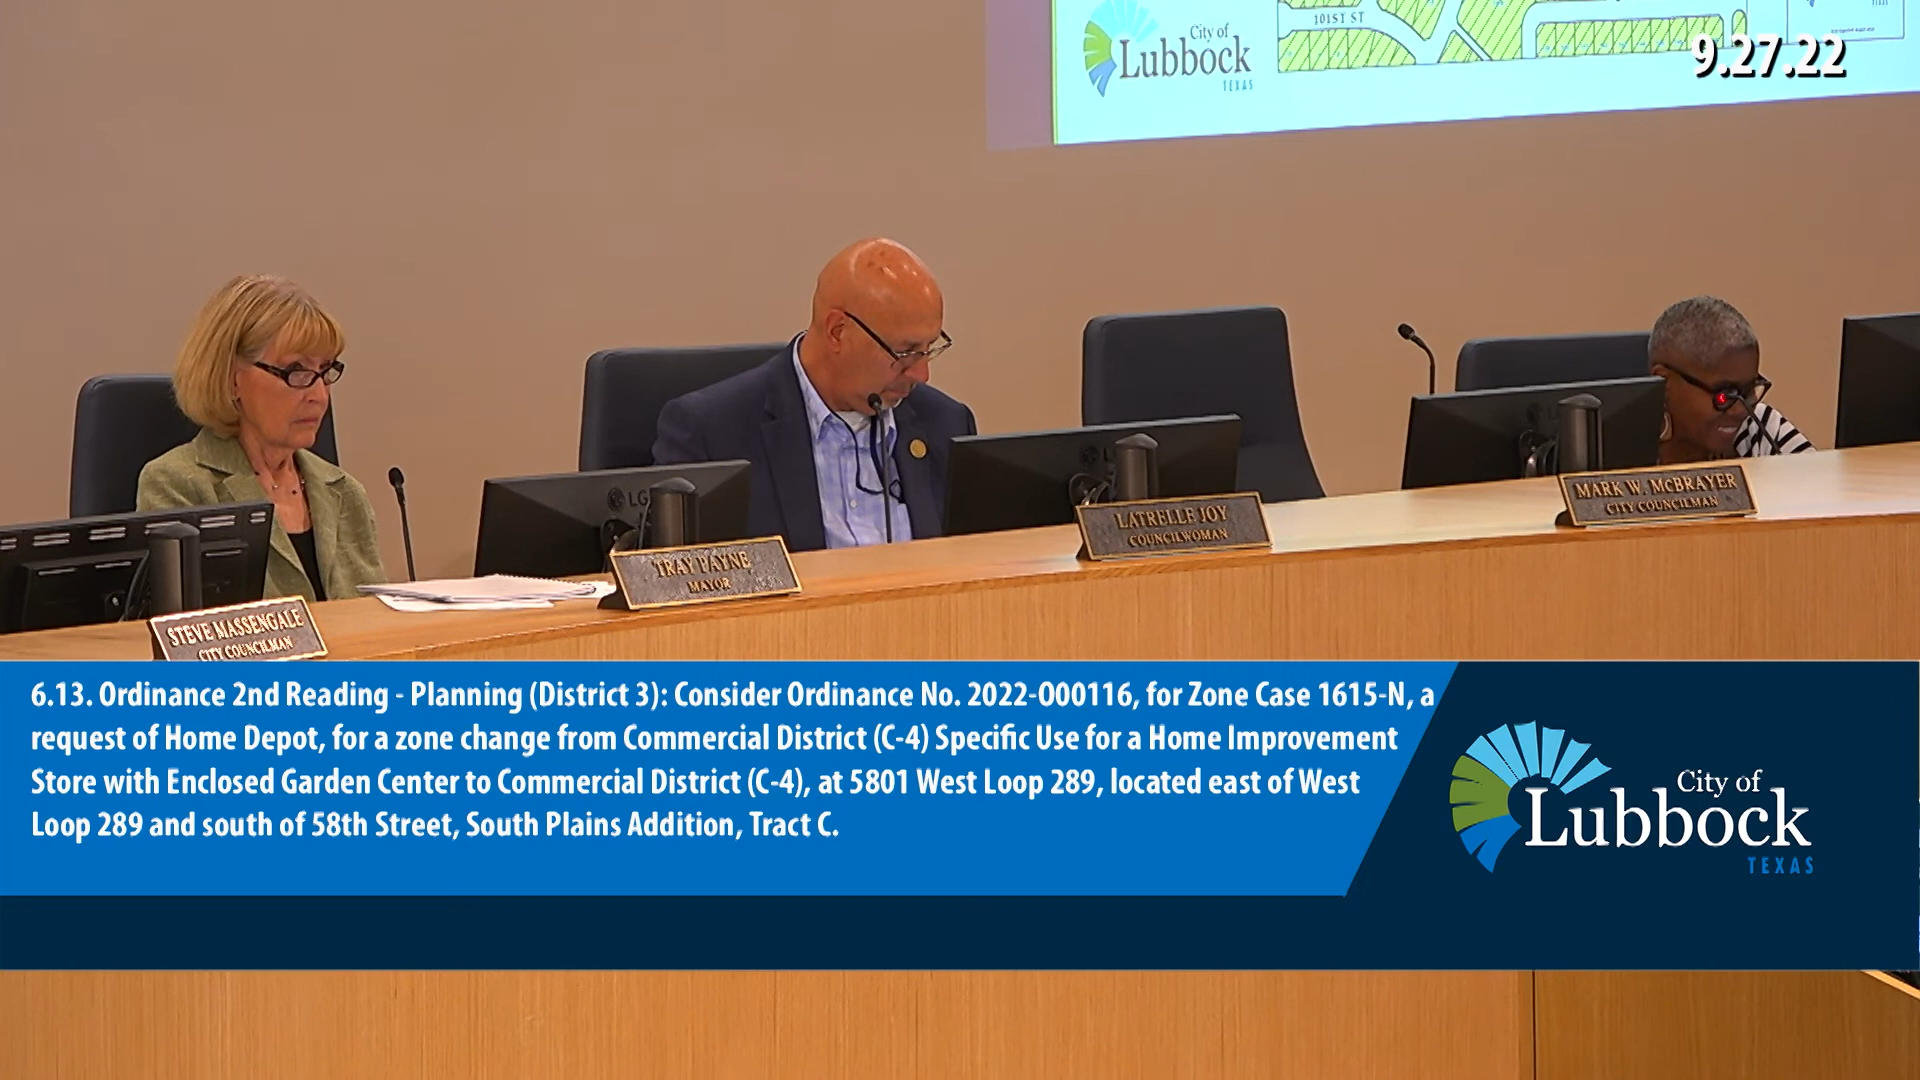 101ST ST
City of
Lubbock
TEXAS
9.27.22
LG
STEVE MASSENGALE
CITY COUNCILMAN
TRAY PAYNE
MAYOR
LATRELLE JOY
COUNCILWOMAN
MARK W. McBRAYER
CITY COUNCILMAN
6.13. Ordinance 2nd Reading - Planning (District 3): Consider Ordinance No. 2022-O00116, for Zone Case 1615-N, a
request of Home Depot, for a zone change from Commercial District (C-4) Specific Use for a Home Improvement
Store with Enclosed Garden Center to Commercial District (C-4), at 5801 West Loop 289, located east of West
Loop 289 and south of 58th Street, South Plains Addition, Tract C.
City of
Lubbock
TEXAS